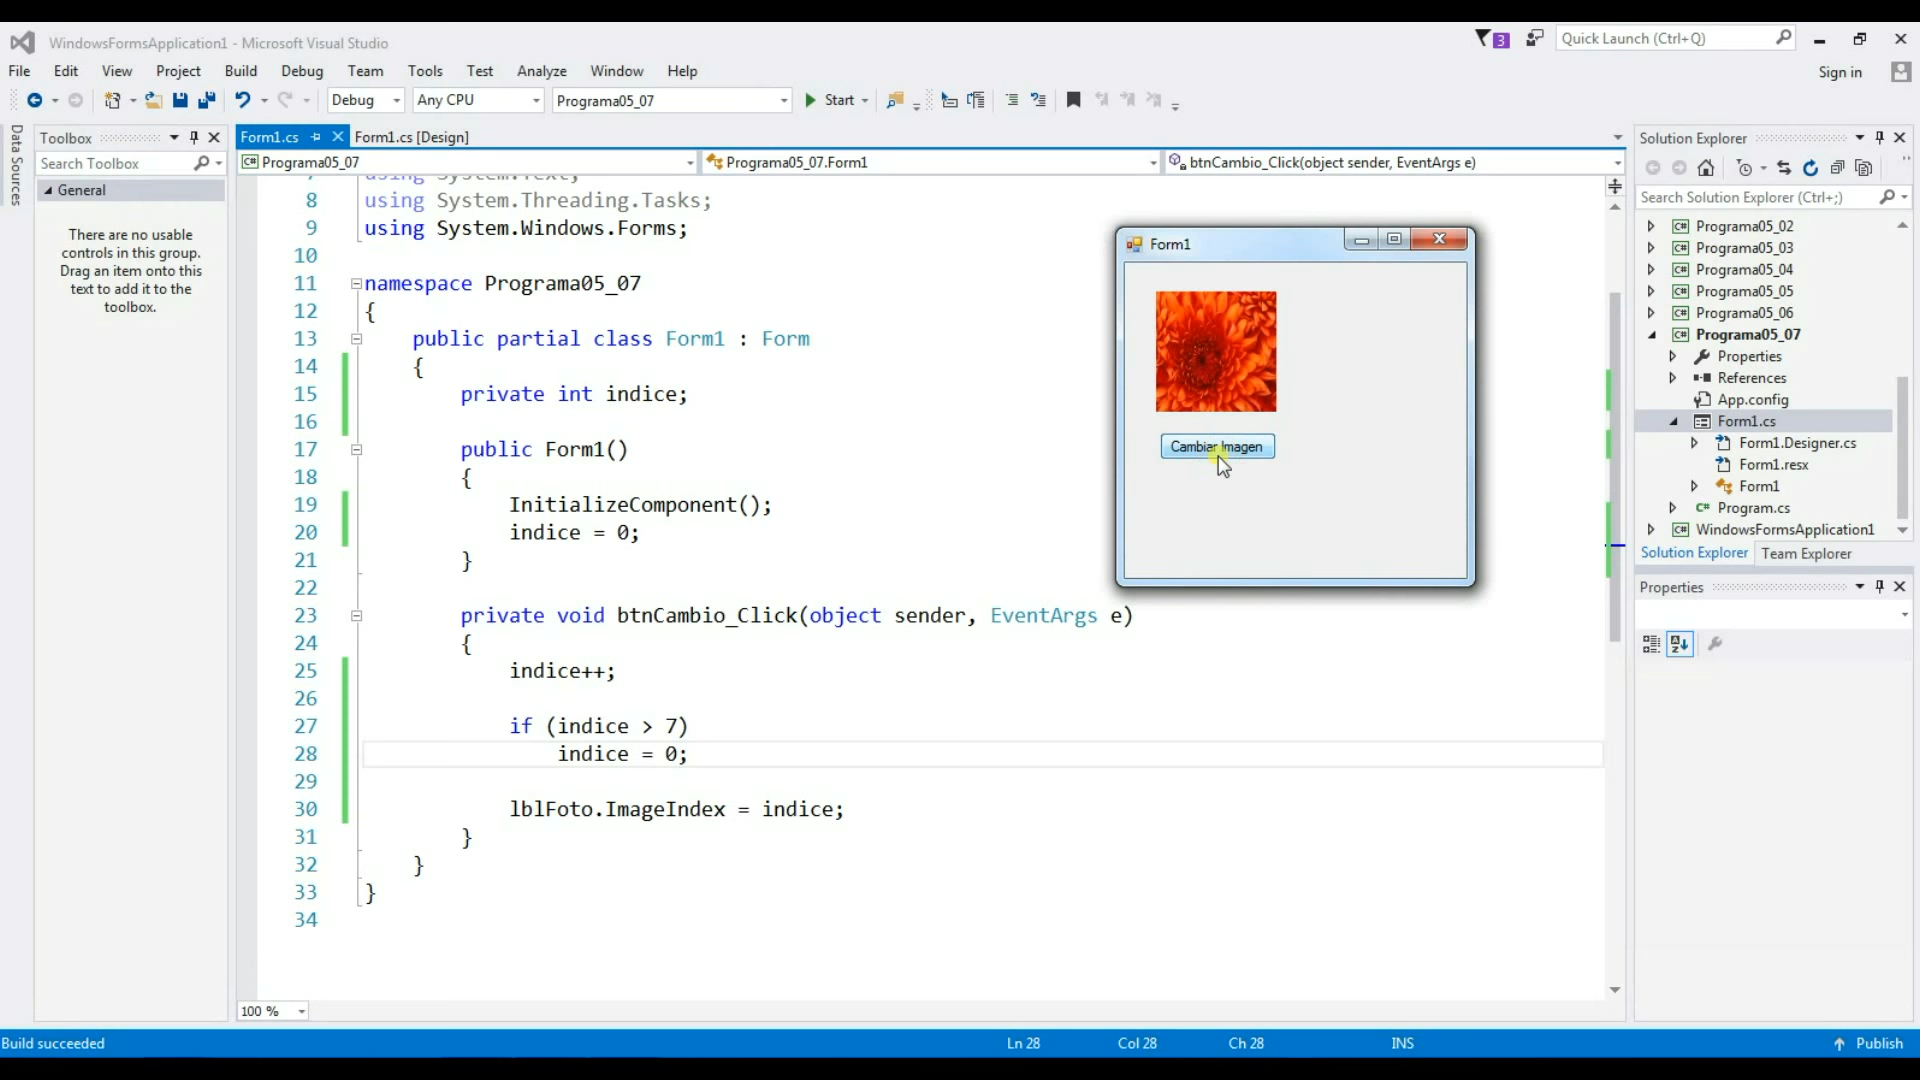 WindowsFormsApplication1 - Microsoft Visual Studio
3
Quick Launch (Ctrl+Q)
File Edit View Project Build Debug Team Tools Test Analyze Window Help
Sign in
Debug Any CPU Programa05_07 Start
Data Sources
Toolbox
Search Toolbox
General
There are no usable
controls in this group.
Drag an item onto this
text to add it to the
toolbox.
Form1.cs Form1.cs [Design]
C# Programa05_07 Programa05_07.Form1 btnCambio_Click(object sender, EventArgs e)
7 using System.Text;
8 using System.Threading.Tasks;
9 using System.Windows.Forms;
10
11 namespace Programa05_07
12 {
13 public partial class Form1 : Form
14 {
15 private int indice;
16
17 public Form1()
18 {
19 InitializeComponent();
20 indice = 0;
21 }
22
23 private void btnCambio_Click(object sender, EventArgs e)
24 {
25 indice++;
26
27 if (indice > 7)
28 indice = 0;
29
30 lblFoto.ImageIndex = indice;
31 }
32 }
33 }
34
100 %
Form1
Cambiar Imagen
Solution Explorer
Search Solution Explorer (Ctrl+;)
C# Programa05_02
C# Programa05_03
C# Programa05_04
C# Programa05_05
C# Programa05_06
C# Programa05_07
Properties
References
App.config
Form1.cs
Form1.Designer.cs
Form1.resx
Form1
C# Program.cs
C# WindowsFormsApplication1
Solution Explorer Team Explorer
Properties
Build succeeded Ln 28 Col 28 Ch 28 INS Publish